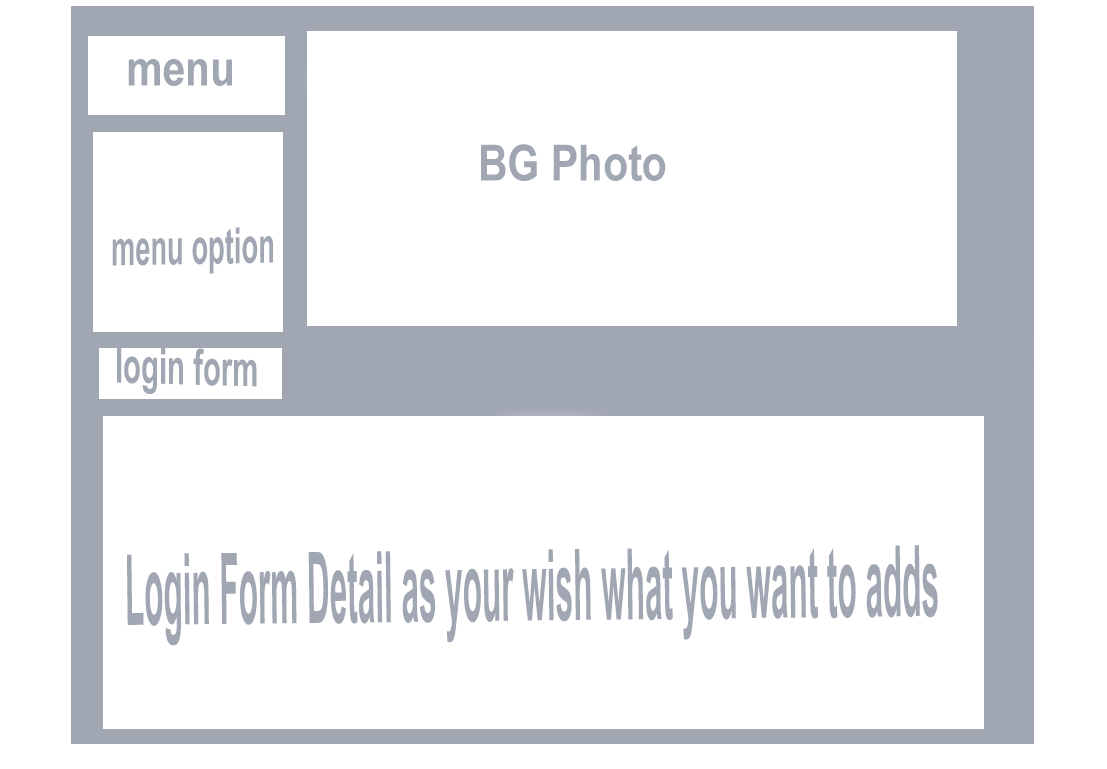 menu
BG Photo
menu option
login form
Login Form Detail as your wish what you want to adds